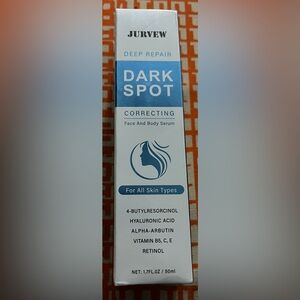 JURVEW
DEEP REPAIR
DARK
SPOT
CORRECTING
Face And Body Serum
For All Skin Types
4-BUTYLRESORCINOL
HYALURONIC ACID
ALPHA-ARBUTIN
VITAMIN B5, C, E
RETINOL
NET: 1.7FL.OZ / 50ml